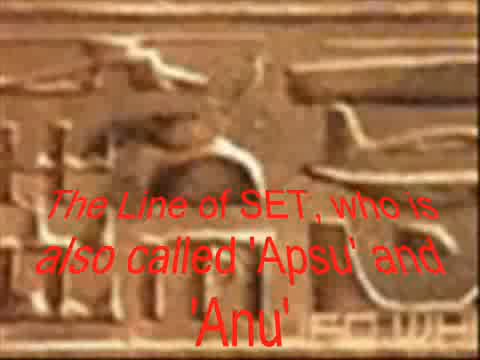 The Line of SET, who is
also called 'Apsu' and
'Anu'